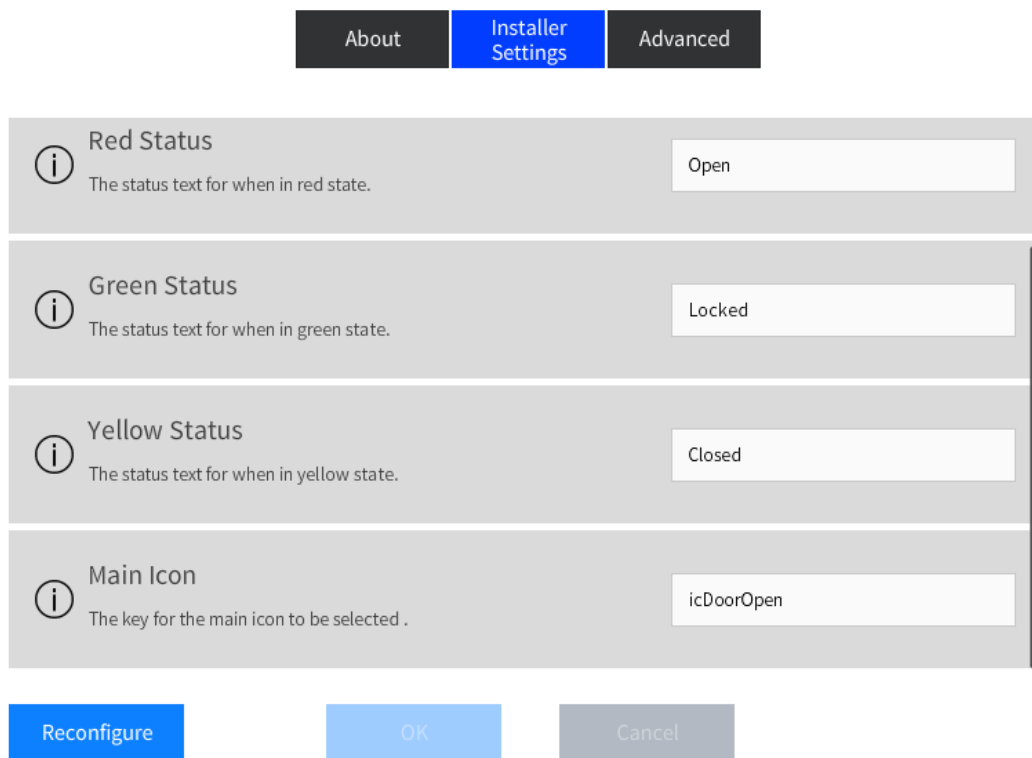 About
Installer
Settings
Advanced
Red Status
The status text for when in red state.
Open
Green Status
The status text for when in green state.
Locked
Yellow Status
The status text for when in yellow state.
Closed
Main Icon
The key for the main icon to be selected .
icDoorOpen
Reconfigure
OK
Cancel